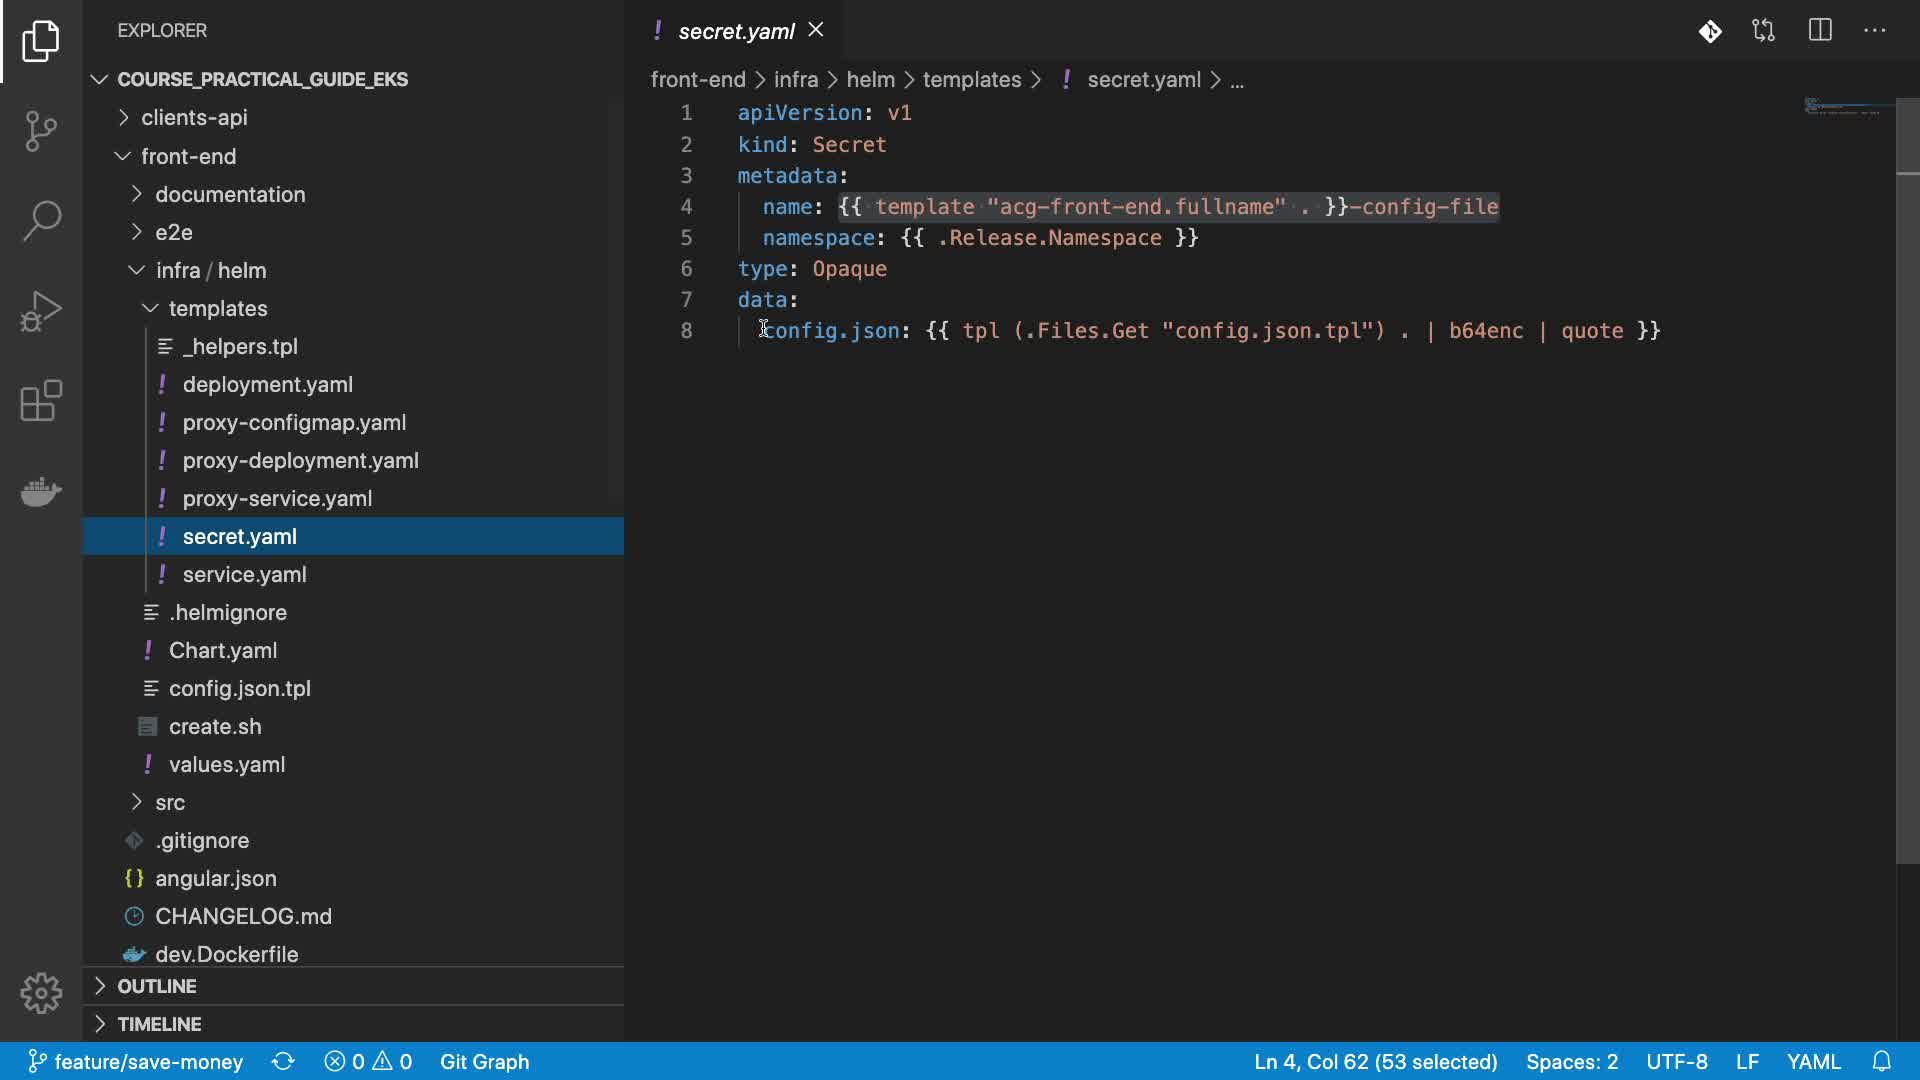 EXPLORER
COURSE_PRACTICAL_GUIDE_EKS
clients-api
front-end
documentation
e2e
infra / helm
templates
_helpers.tpl
deployment.yaml
proxy-configmap.yaml
proxy-deployment.yaml
proxy-service.yaml
secret.yaml
service.yaml
.helmignore
Chart.yaml
config.json.tpl
create.sh
values.yaml
src
.gitignore
angular.json
CHANGELOG.md
dev.Dockerfile
OUTLINE
TIMELINE
! secret.yaml
front-end > infra > helm > templates > ! secret.yaml > ...
1 apiVersion: v1
2 kind: Secret
3 metadata:
4 name: {{ template "acg-front-end.fullname" . }}-config-file
5 namespace: {{ .Release.Namespace }}
6 type: Opaque
7 data:
8 config.json: {{ tpl (.Files.Get "config.json.tpl") . | b64enc | quote }}
feature/save-money 0 0 Git Graph Ln 4, Col 62 (53 selected) Spaces: 2 UTF-8 LF YAML